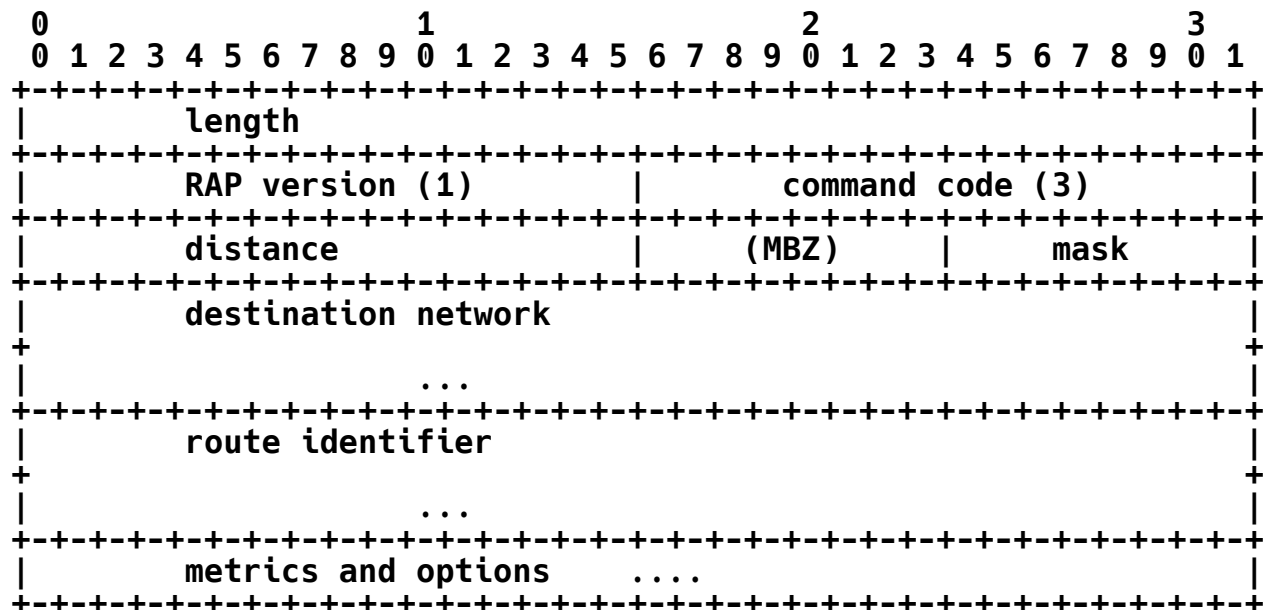 0                   1                   2                   3
 0 1 2 3 4 5 6 7 8 9 0 1 2 3 4 5 6 7 8 9 0 1 2 3 4 5 6 7 8 9 0 1
+-+-+-+-+-+-+-+-+-+-+-+-+-+-+-+-+-+-+-+-+-+-+-+-+-+-+-+-+-+-+-+-+
|       length                                                  |
+-+-+-+-+-+-+-+-+-+-+-+-+-+-+-+-+-+-+-+-+-+-+-+-+-+-+-+-+-+-+-+-+
|       RAP version (1)         |       command code (3)        |
+-+-+-+-+-+-+-+-+-+-+-+-+-+-+-+-+-+-+-+-+-+-+-+-+-+-+-+-+-+-+-+-+
|       distance                |     (MBZ)     |     mask      |
+-+-+-+-+-+-+-+-+-+-+-+-+-+-+-+-+-+-+-+-+-+-+-+-+-+-+-+-+-+-+-+-+
|       destination network                                     |
+                                                               +
|                   ...                                         |
+-+-+-+-+-+-+-+-+-+-+-+-+-+-+-+-+-+-+-+-+-+-+-+-+-+-+-+-+-+-+-+-+
|       route identifier                                        |
+                                                               +
|                   ...                                         |
+-+-+-+-+-+-+-+-+-+-+-+-+-+-+-+-+-+-+-+-+-+-+-+-+-+-+-+-+-+-+-+-+
|       metrics and options    ....                             |
+-+-+-+-+-+-+-+-+-+-+-+-+-+-+-+-+-+-+-+-+-+-+-+-+-+-+-+-+-+-+-+-+